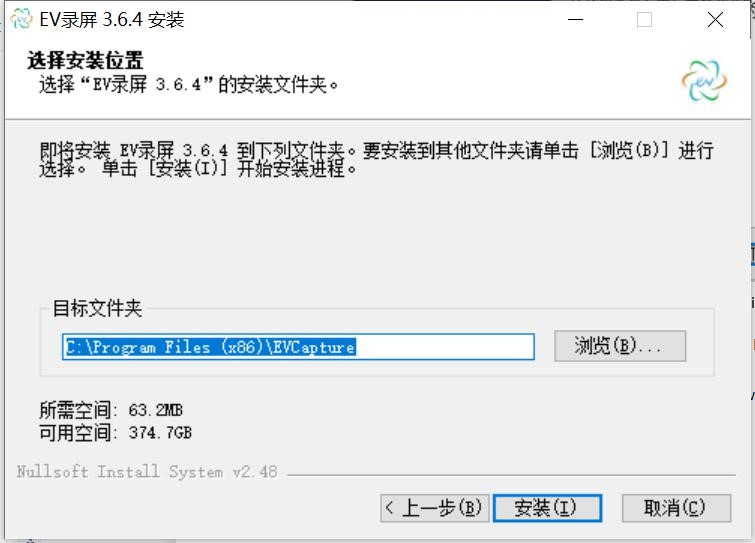 EV录屏 3.6.4 安装
选择安装位置
选择“EV录屏 3.6.4”的安装文件夹。
即将安装 EV录屏 3.6.4 到下列文件夹。要安装到其他文件夹请单击 [浏览(B)] 进行
选择。 单击 [安装(I)] 开始安装进程。
目标文件夹
C:\Program Files (x86)\EVCapture
浏览(B)...
所需空间: 63.2MB
可用空间: 374.7GB
Nullsoft Install System v2.48
< 上一步(B)
安装(I)
取消(C)